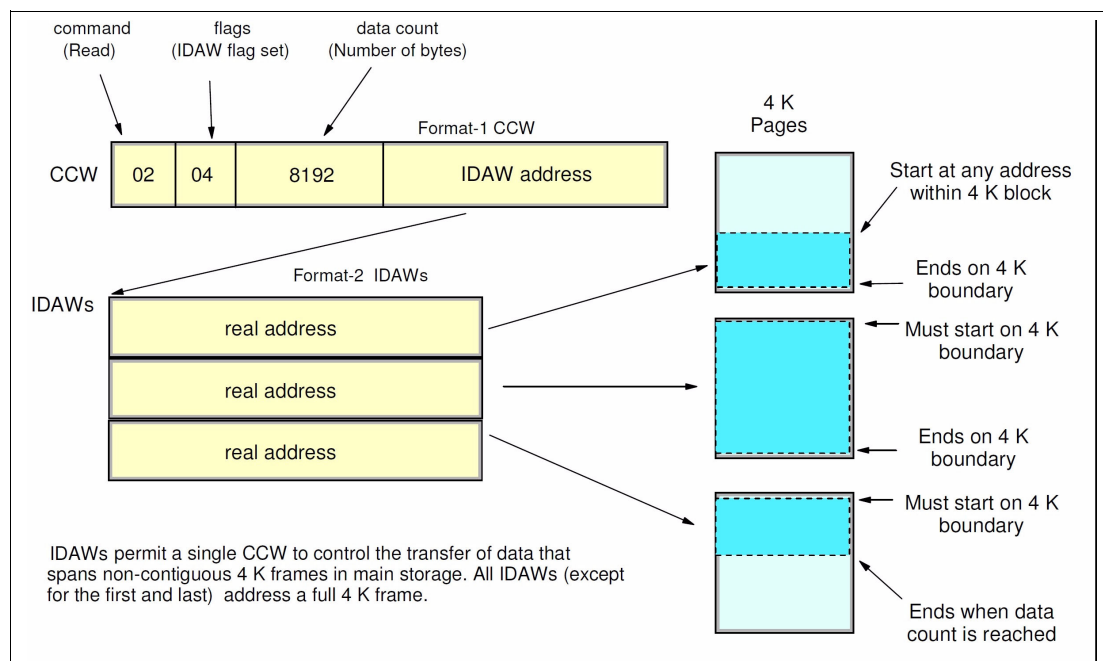 command
(Read)
flags
(IDAW flag set)
data count
(Number of bytes)
Format-1 CCW
CCW
02
04
8192
IDAW address
4 K
Pages
Start at any address
within 4 K block
Ends on 4 K
boundary
Format-2 IDAWs
IDAWs
real address
real address
real address
Must start on 4 K
boundary
Ends on 4 K
boundary
Must start on 4 K
boundary
Ends when data
count is reached
IDAWs permit a single CCW to control the transfer of data that
spans non-contiguous 4 K frames in main storage. All IDAWs (except
for the first and last) address a full 4 K frame.